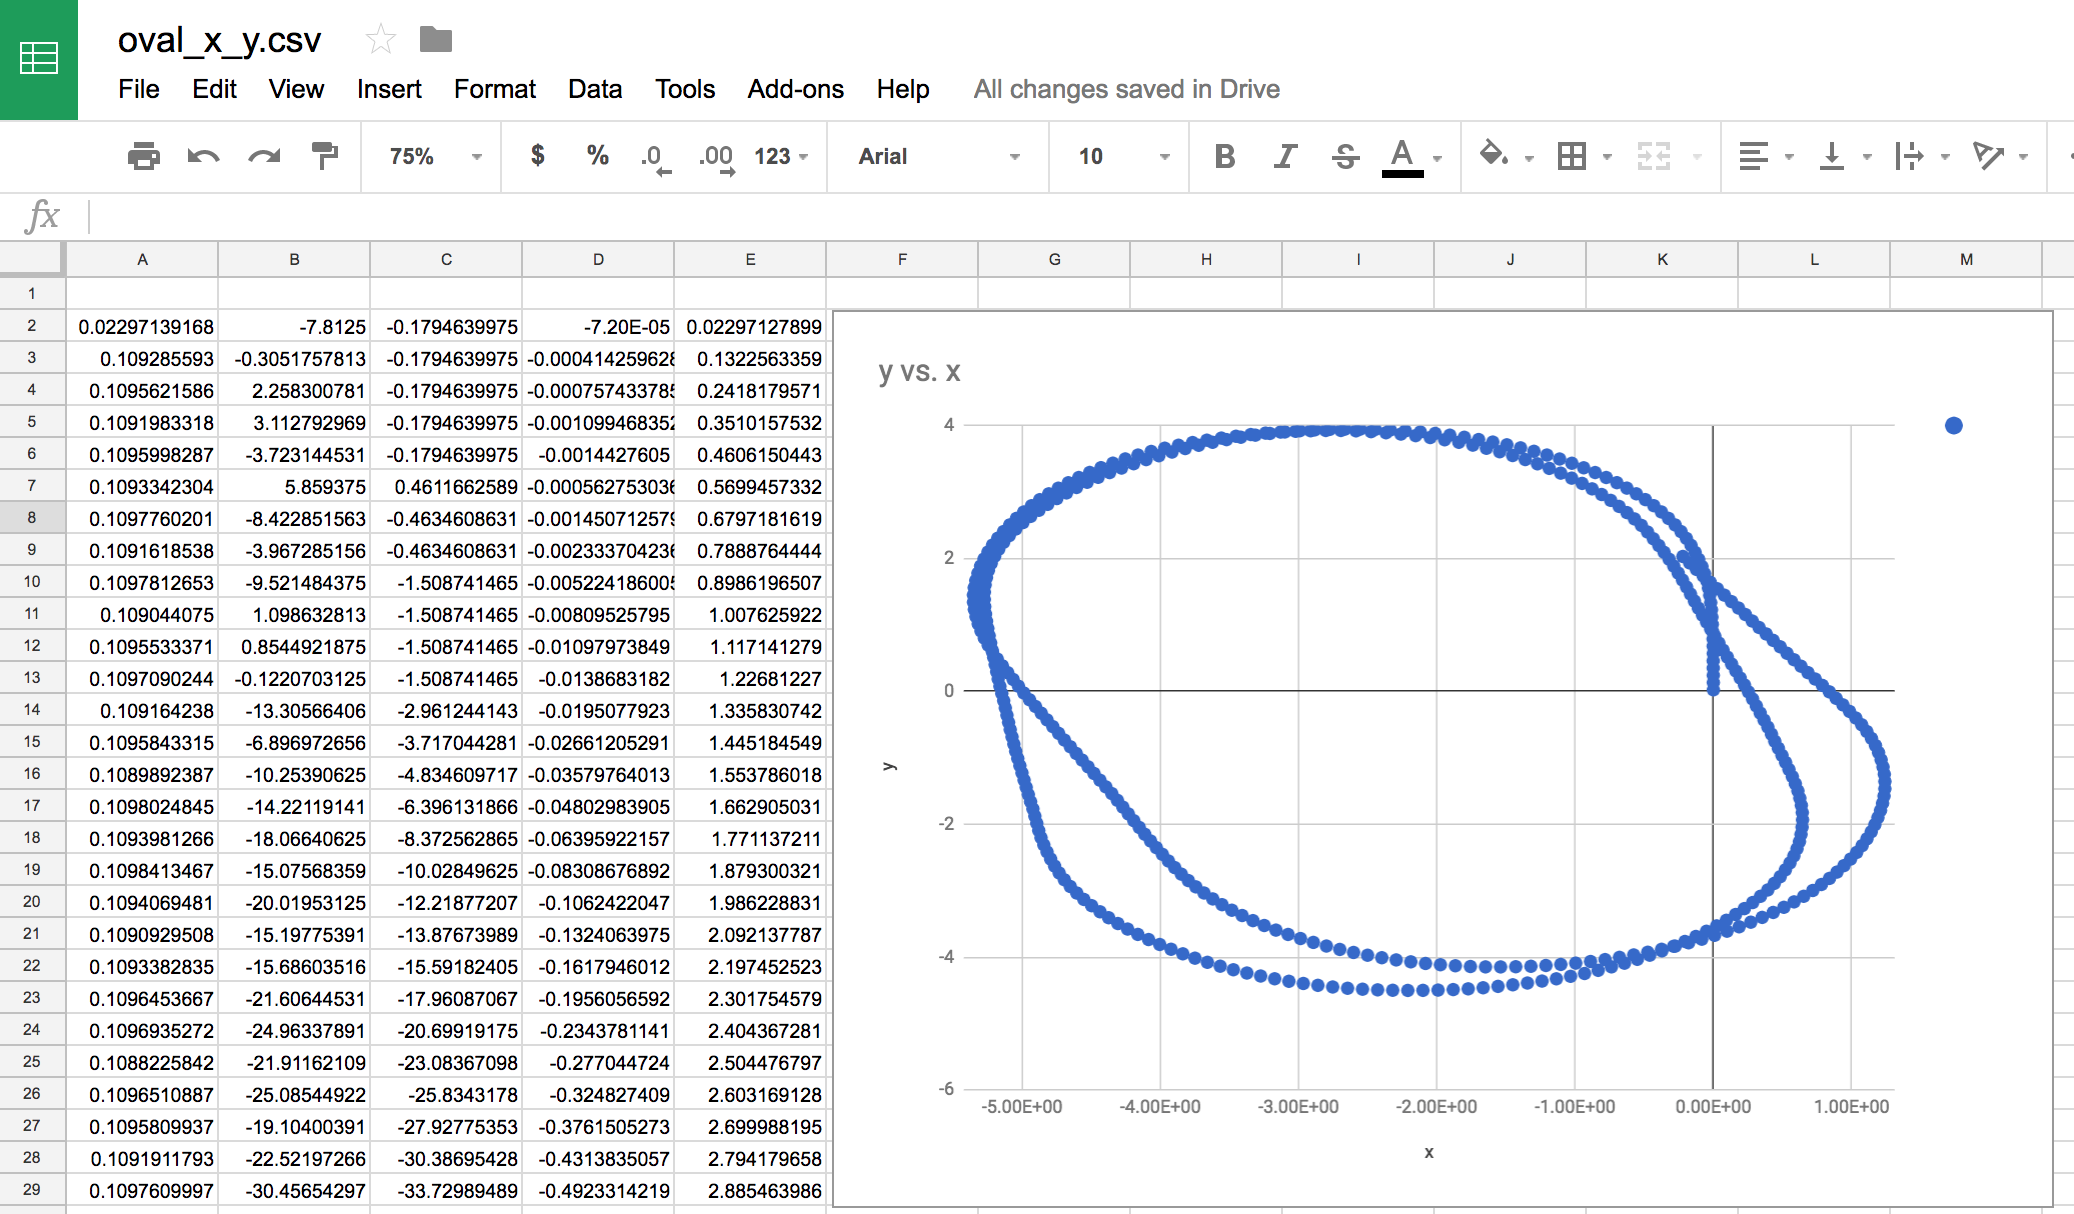 oval_x_y.csv
File Edit View Insert Format Data Tools Add-ons Help All changes saved in Drive
75% $ % .0 .00 123 Arial 10 B I S A
fx
A B C D E F G H I J K L M
1
2 0.02297139168 -7.8125 -0.1794639975 -7.20E-05 0.02297127899
3 0.109285593 -0.3051757813 -0.1794639975 -0.000414259628 0.1322563359
4 0.1095621586 2.258300781 -0.1794639975 -0.000757433785 0.2418179571
5 0.1091983318 3.112792969 -0.1794639975 -0.001099468352 0.3510157532
6 0.1095998287 -3.723144531 -0.1794639975 -0.0014427605 0.4606150443
7 0.1093342304 5.859375 0.4611662589 -0.000562753036 0.5699457332
8 0.1097760201 -8.422851563 -0.4634608631 -0.001450712579 0.6797181619
9 0.1091618538 -3.967285156 -0.4634608631 -0.002333704236 0.7888764444
10 0.1097812653 -9.521484375 -1.508741465 -0.005224186005 0.8986196507
11 0.109044075 1.098632813 -1.508741465 -0.00809525795 1.007625922
12 0.1095533371 0.8544921875 -1.508741465 -0.01097973849 1.117141279
13 0.1097090244 -0.1220703125 -1.508741465 -0.0138683182 1.22681227
14 0.109164238 -13.30566406 -2.961244143 -0.0195077923 1.335830742
15 0.1095843315 -6.896972656 -3.717044281 -0.02661205291 1.445184549
16 0.1089892387 -10.25390625 -4.834609717 -0.03579764013 1.553786018
17 0.1098024845 -14.22119141 -6.396131866 -0.04802983905 1.662905031
18 0.1093981266 -18.06640625 -8.372562865 -0.06395922157 1.771137211
19 0.1098413467 -15.07568359 -10.02849625 -0.08308676892 1.879300321
20 0.1094069481 -20.01953125 -12.21877207 -0.1062422047 1.986228831
21 0.1090929508 -15.19775391 -13.87673989 -0.1324063975 2.092137787
22 0.1093382835 -15.68603516 -15.59182405 -0.1617946012 2.197452523
23 0.1096453667 -21.60644531 -17.96087067 -0.1956056592 2.301754579
24 0.1096935272 -24.96337891 -20.69919175 -0.2343781141 2.404367281
25 0.1088225842 -21.91162109 -23.08367098 -0.277044724 2.504476797
26 0.1096510887 -25.08544922 -25.8343178 -0.324827409 2.603169128
27 0.1095809937 -19.10400391 -27.92775353 -0.3761505273 2.699988195
28 0.1091911793 -22.52197266 -30.38695428 -0.4313835057 2.794179658
29 0.1097609997 -30.45654297 -33.72989489 -0.4923314219 2.885463986
y vs. x
4
2
0
-2
-4
-6
y
-5.00E+00 -4.00E+00 -3.00E+00 -2.00E+00 -1.00E+00 0.00E+00 1.00E+00
x